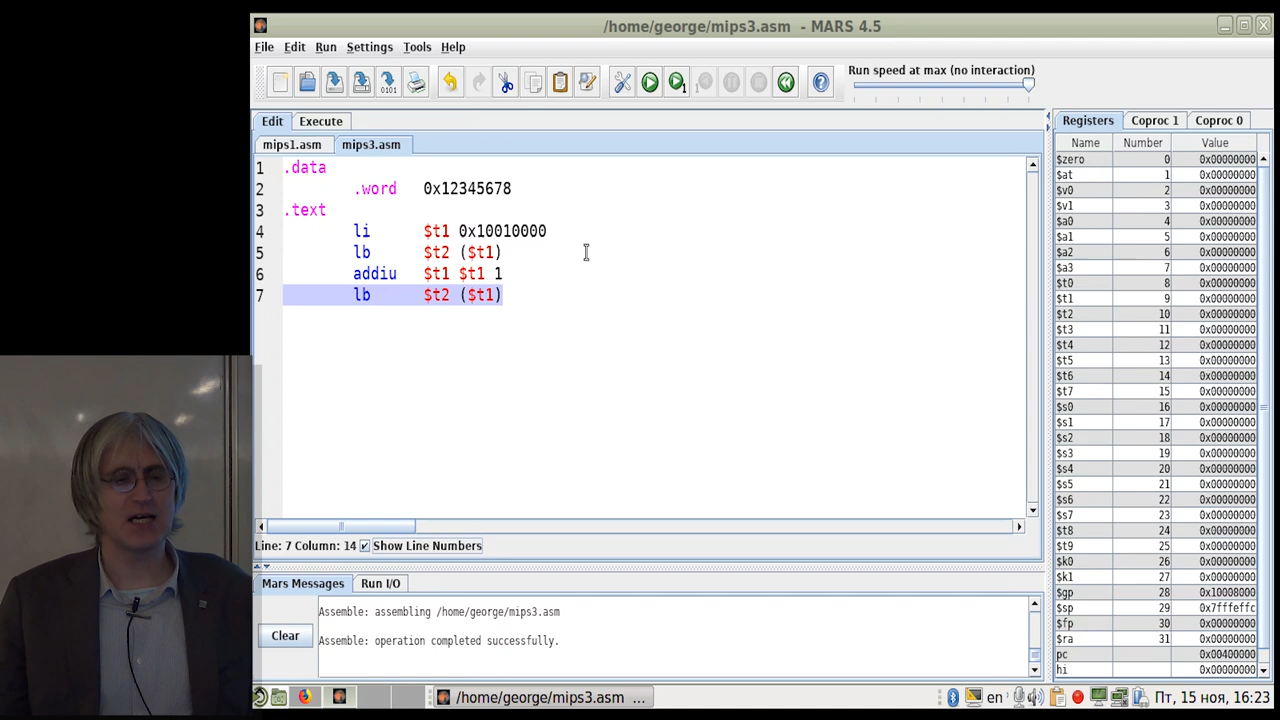 /home/george/mips3.asm - MARS 4.5
File Edit Run Settings Tools Help
Run speed at max (no interaction)
Edit Execute
mips1.asm mips3.asm
1 .data
2 .word 0x12345678
3 .text
4 li $t1 0x10010000
5 lb $t2 ($t1)
6 addiu $t1 $t1 1
7 lb $t2 ($t1)
Line: 7 Column: 14 Show Line Numbers
Mars Messages Run I/O
Clear
Assemble: assembling /home/george/mips3.asm
Assemble: operation completed successfully.
Registers Coproc 1 Coproc 0
Name Number Value
$zero 0 0x00000000
$at 1 0x00000000
$v0 2 0x00000000
$v1 3 0x00000000
$a0 4 0x00000000
$a1 5 0x00000000
$a2 6 0x00000000
$a3 7 0x00000000
$t0 8 0x00000000
$t1 9 0x00000000
$t2 10 0x00000000
$t3 11 0x00000000
$t4 12 0x00000000
$t5 13 0x00000000
$t6 14 0x00000000
$t7 15 0x00000000
$s0 16 0x00000000
$s1 17 0x00000000
$s2 18 0x00000000
$s3 19 0x00000000
$s4 20 0x00000000
$s5 21 0x00000000
$s6 22 0x00000000
$s7 23 0x00000000
$t8 24 0x00000000
$t9 25 0x00000000
$k0 26 0x00000000
$k1 27 0x00000000
$gp 28 0x10008000
$sp 29 0x7fffeffc
$fp 30 0x00000000
$ra 31 0x00000000
pc 0x00400000
hi 0x00000000
/home/george/mips3.asm ...
en
Пт, 15 ноя, 16:23